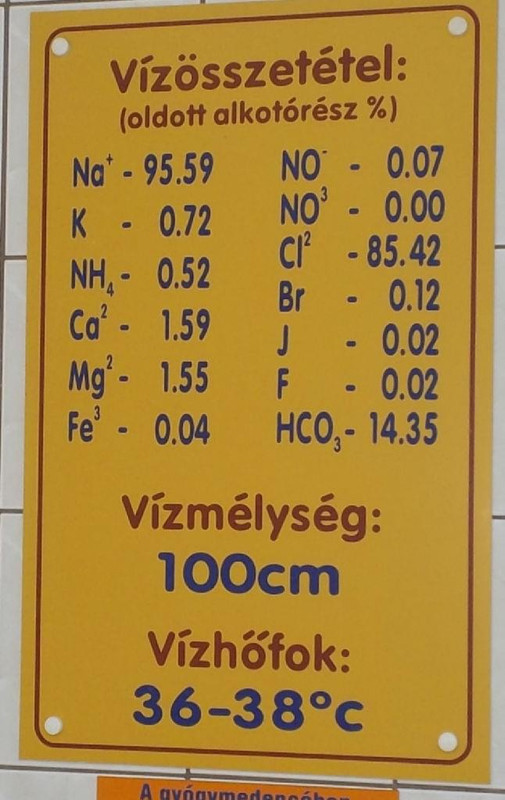 Vízösszetétel:
(oldott alkotórész %)
Na⁺ - 95.59
K - 0.72
NH₄ - 0.52
Ca² - 1.59
Mg² - 1.55
Fe³ - 0.04
NO⁻ - 0.07
NO³ - 0.00
Cl² - 85.42
Br - 0.12
J - 0.02
F - 0.02
HCO₃ - 14.35
Vízmélység:
100cm
Vízhőfok:
36-38°c
A gyógymedencében